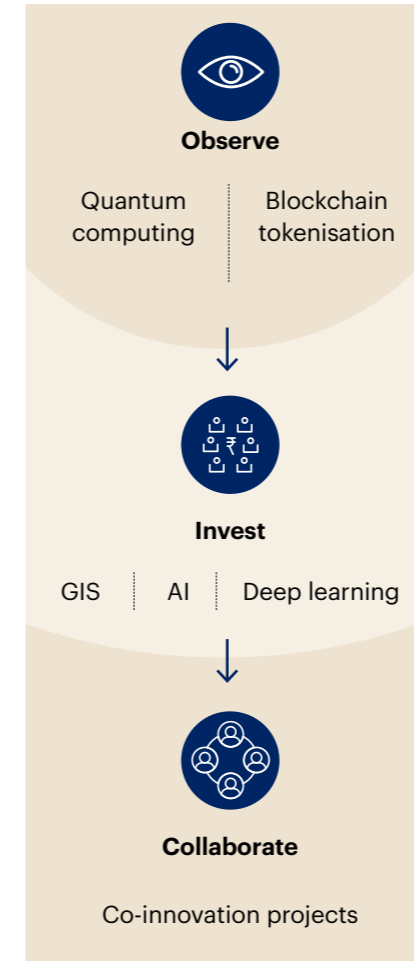 Observe
Quantum computing
Blockchain tokenisation
₹
Invest
GIS
AI
Deep learning
Collaborate
Co-innovation projects